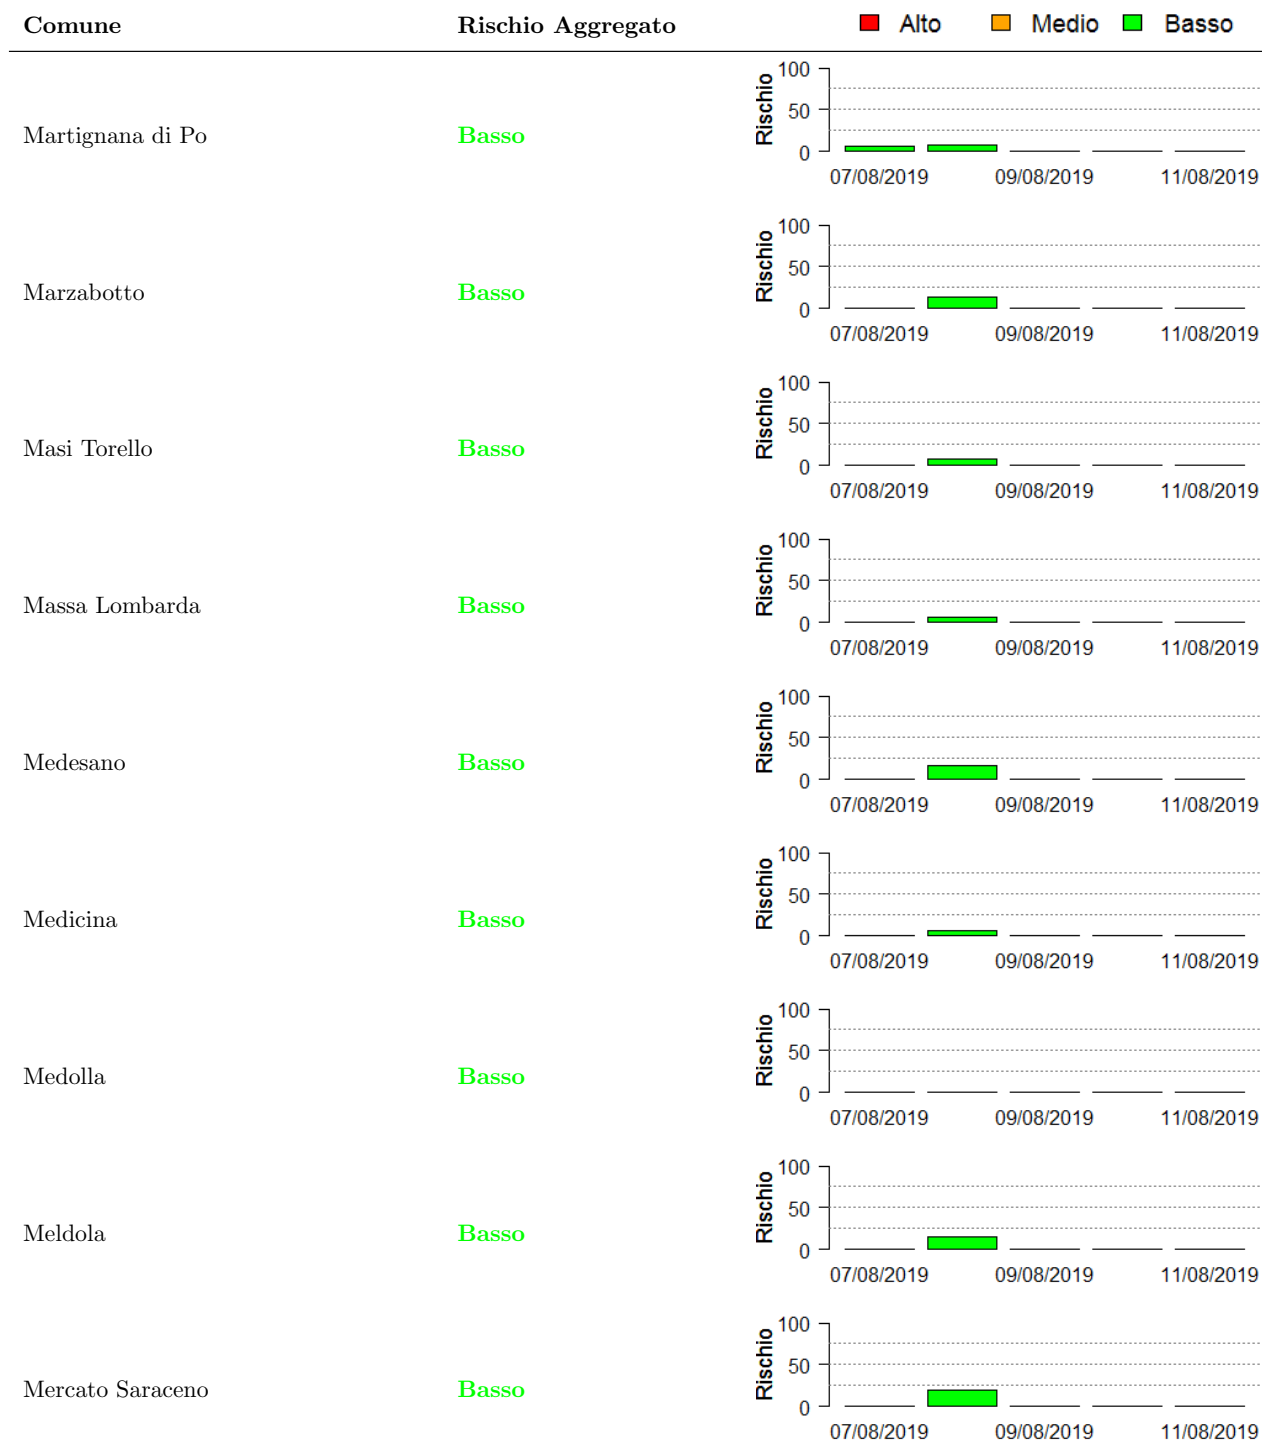 Comune Rischio Aggregato Alto Medio Basso
100
50
0
Rischio
Martignana di Po Basso
07/08/2019 09/08/2019 11/08/2019
100
50
0
Rischio
Marzabotto Basso
07/08/2019 09/08/2019 11/08/2019
100
50
0
Rischio
Masi Torello Basso
07/08/2019 09/08/2019 11/08/2019
100
50
0
Rischio
Massa Lombarda Basso
07/08/2019 09/08/2019 11/08/2019
100
50
0
Rischio
Medesano Basso
07/08/2019 09/08/2019 11/08/2019
100
50
0
Rischio
Medicina Basso
07/08/2019 09/08/2019 11/08/2019
100
50
0
Rischio
Medolla Basso
07/08/2019 09/08/2019 11/08/2019
100
50
0
Rischio
Meldola Basso
07/08/2019 09/08/2019 11/08/2019
100
50
0
Rischio
Mercato Saraceno Basso
07/08/2019 09/08/2019 11/08/2019